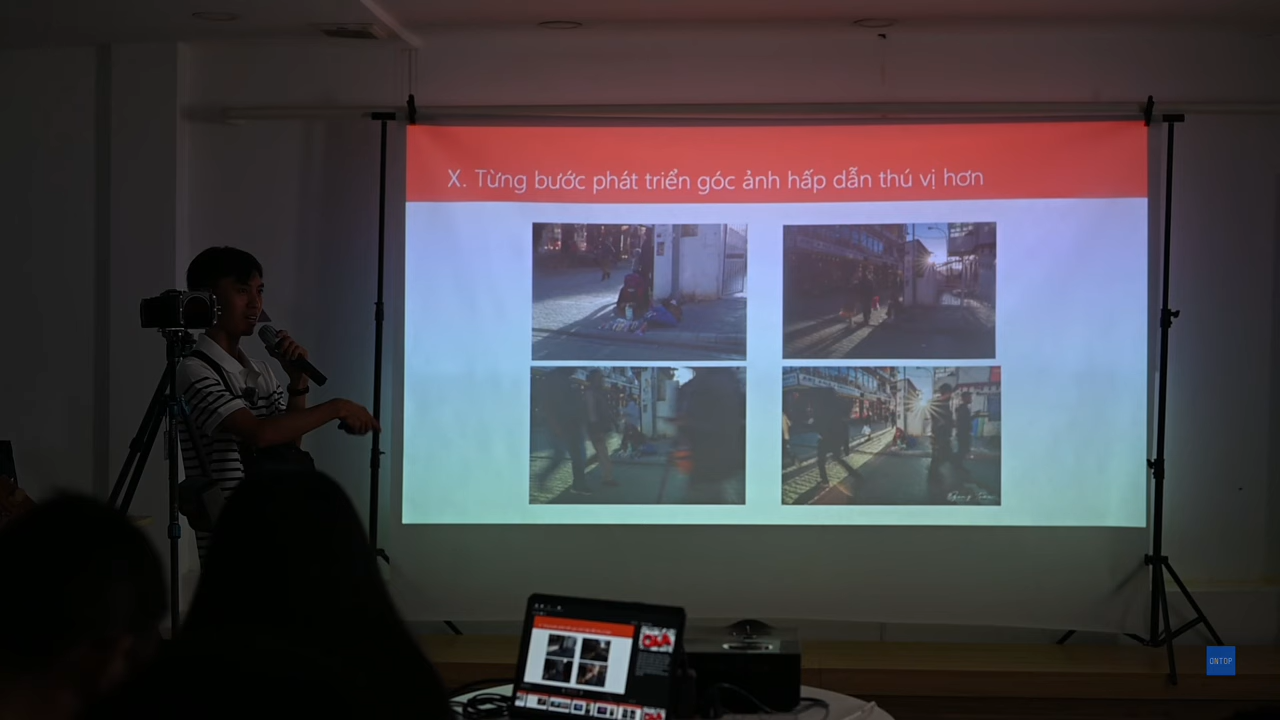 X. Từng bước phát triển góc ảnh hấp dẫn thú vị hơn
ONTOP